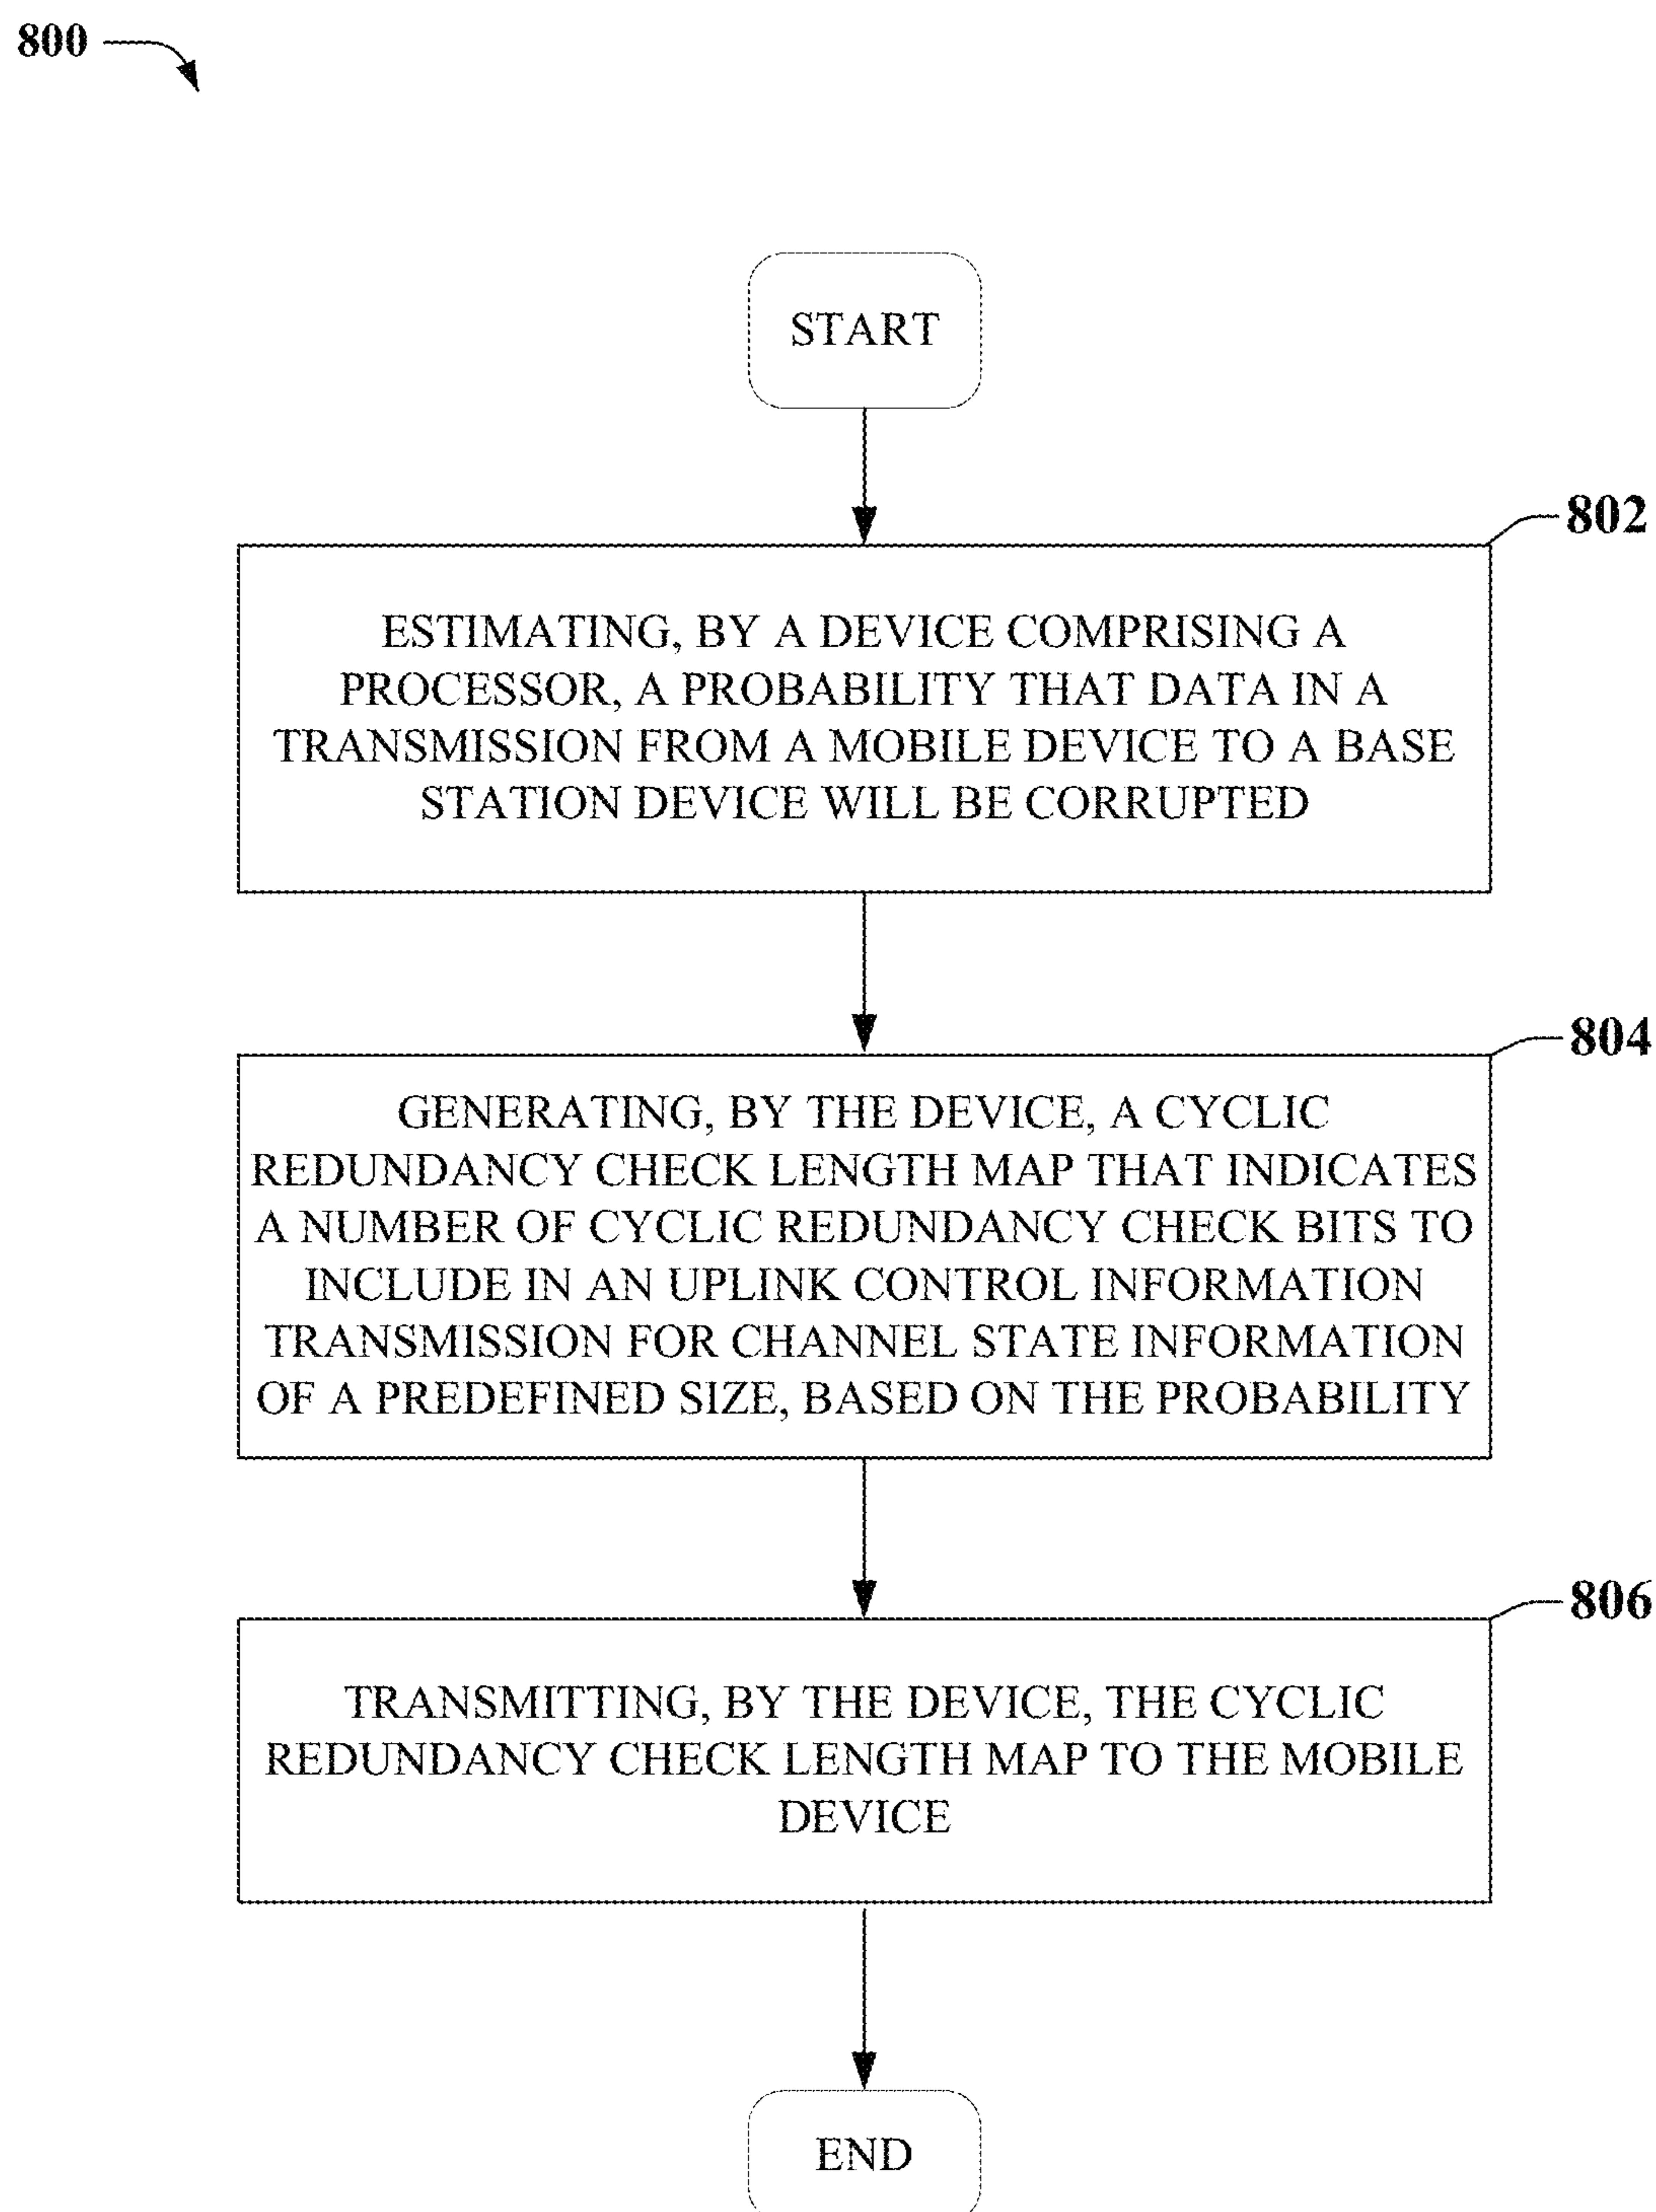 800
START
802
ESTIMATING, BY A DEVICE COMPRISING A
PROCESSOR, A PROBABILITY THAT DATA IN A
TRANSMISSION FROM A MOBILE DEVICE TO A BASE
STATION DEVICE WILL BE CORRUPTED
804
GENERATING, BY THE DEVICE, A CYCLIC
REDUNDANCY CHECK LENGTH MAP THAT INDICATES
A NUMBER OF CYCLIC REDUNDANCY CHECK BITS TO
INCLUDE IN AN UPLINK CONTROL INFORMATION
TRANSMISSION FOR CHANNEL STATE INFORMATION
OF A PREDEFINED SIZE, BASED ON THE PROBABILITY
806
TRANSMITTING, BY THE DEVICE, THE CYCLIC
REDUNDANCY CHECK LENGTH MAP TO THE MOBILE
DEVICE
END